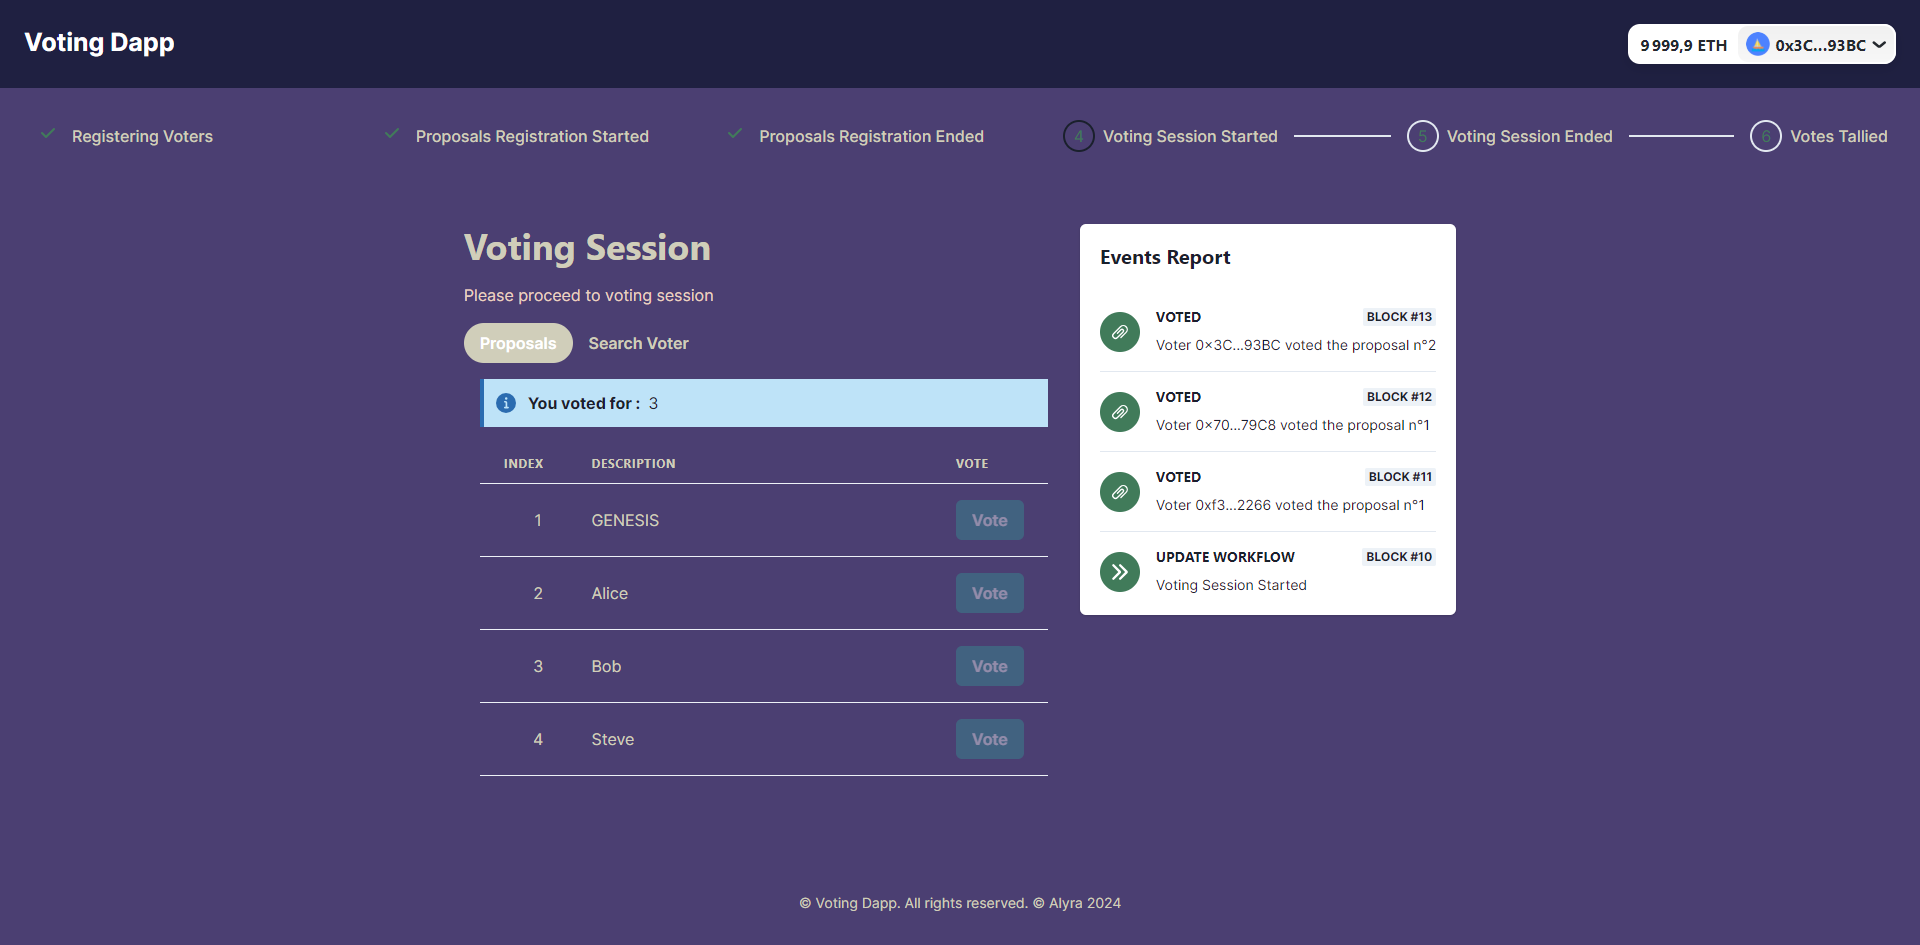 Voting Dapp
9 999,9 ETH
0x3C...93BC
Registering Voters
Proposals Registration Started
Proposals Registration Ended
4 Voting Session Started
5 Voting Session Ended
6 Votes Tallied
Voting Session
Please proceed to voting session
Proposals
Search Voter
You voted for : 3
INDEX DESCRIPTION VOTE
1 GENESIS Vote
2 Alice Vote
3 Bob Vote
4 Steve Vote
Events Report
VOTED BLOCK #13
Voter 0x3C...93BC voted the proposal n°2
VOTED BLOCK #12
Voter 0x70...79C8 voted the proposal n°1
VOTED BLOCK #11
Voter 0xf3...2266 voted the proposal n°1
UPDATE WORKFLOW BLOCK #10
Voting Session Started
© Voting Dapp. All rights reserved. © Alyra 2024